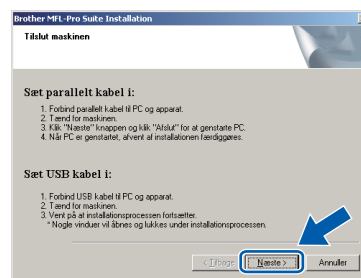 Brother MFL-Pro Suite Installation
Tilslut maskinen
Sæt parallelt kabel i:
1. Forbind parallelt kabel til PC og apparat.
2. Tænd for maskinen.
3. Klik "Næste" knappen og klik "Afslut" for at genstarte PC.
4. Når PC er genstartet, afvent af installationen færdiggøres.
Sæt USB kabel i:
1. Forbind USB kabel til PC og apparat.
2. Tænd for maskinen.
3. Vent på at installationsprocessen fortsætter.
* Nogle vinduer vil åbnes og lukkes under installationsprocessen.
< Tilbage Næste > Annuller